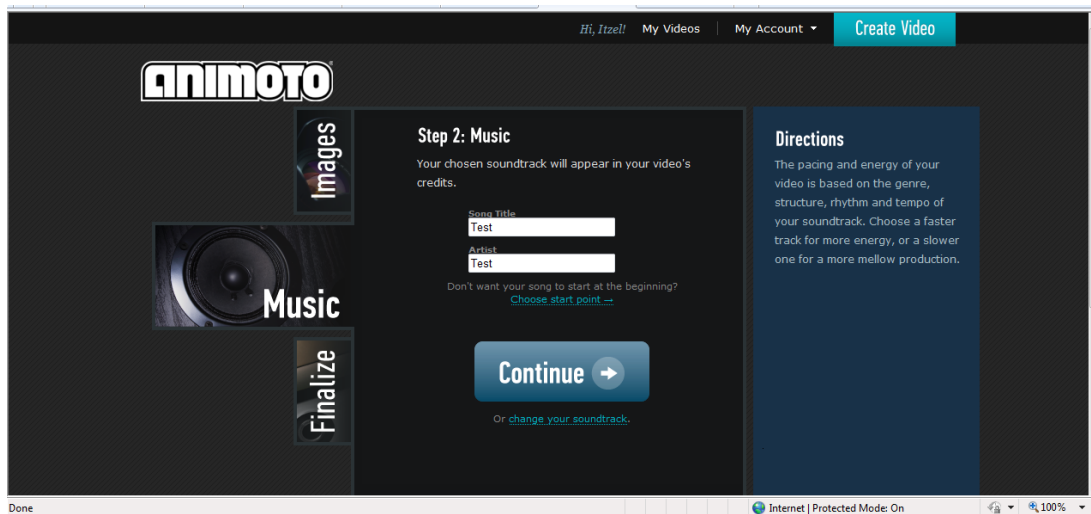 Hi, Itzel! My Videos My Account Create Video
ANIMOTO
Images
Music
Finalize
Step 2: Music
Your chosen soundtrack will appear in your video's
credits.
Song Title
Test
Artist
Test
Don't want your song to start at the beginning?
Choose start point →
Continue
Or change your soundtrack.
Directions
The pacing and energy of your
video is based on the genre,
structure, rhythm and tempo of
your soundtrack. Choose a faster
track for more energy, or a slower
one for a more mellow production.
Done Internet | Protected Mode: On 100%